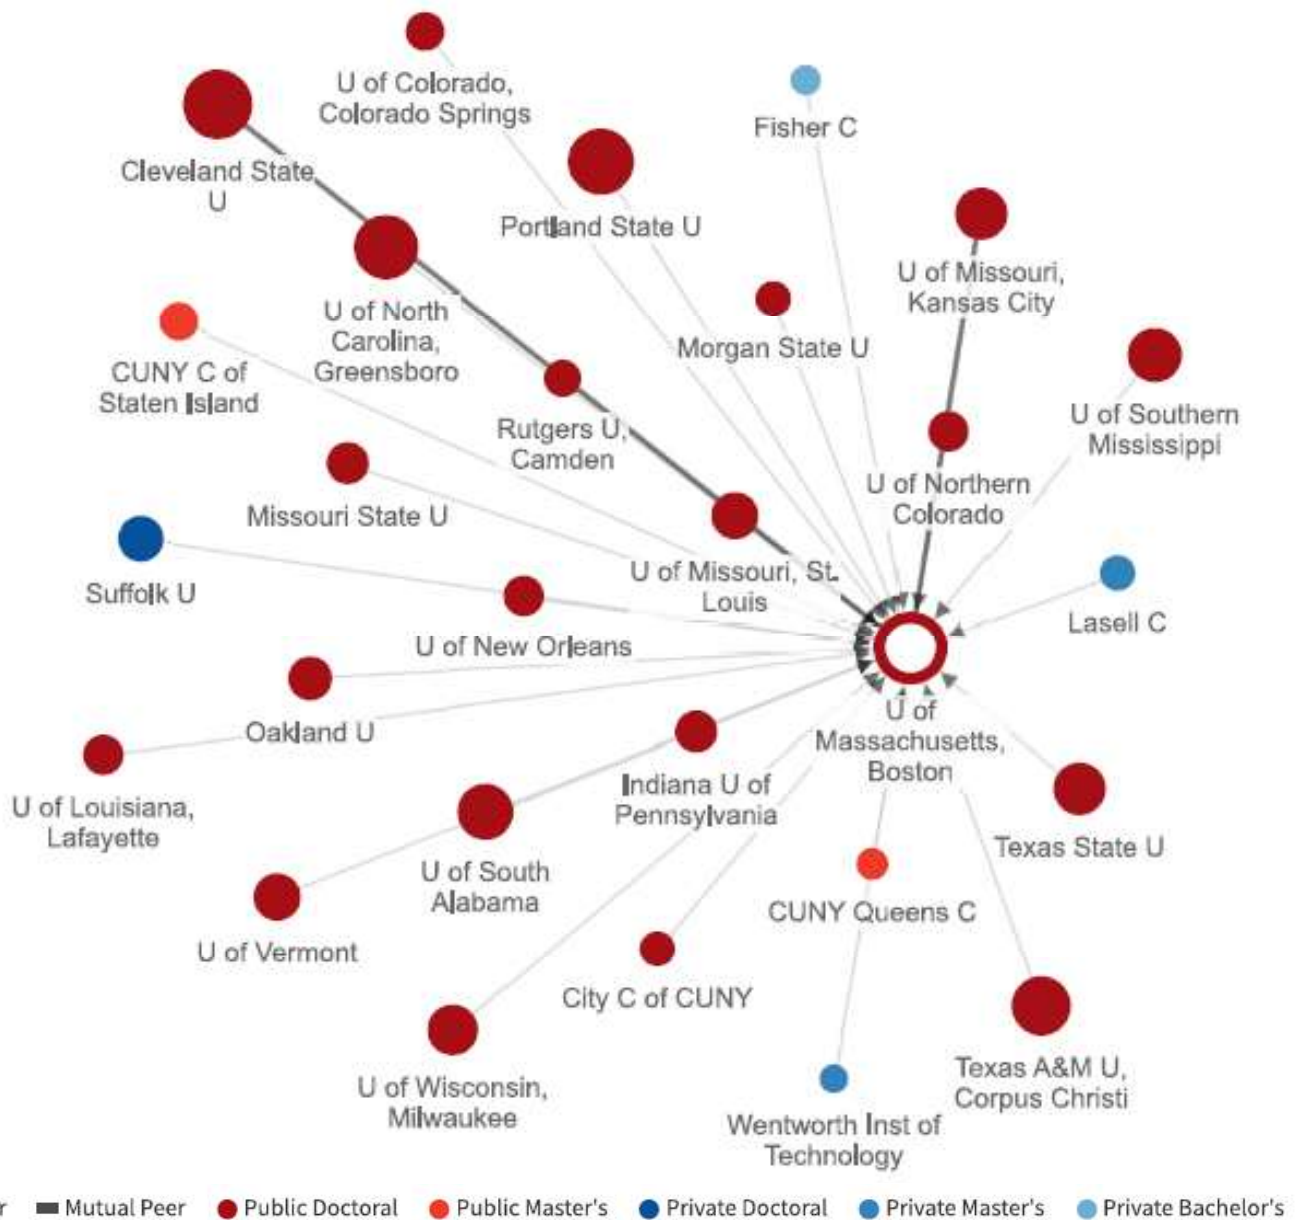 U of Colorado,
Colorado Springs
Fisher C
Cleveland State
U
Portland State U
U of Missouri,
Kansas City
U of North
Carolina,
Greensboro
Morgan State U
CUNY C of
Staten Island
U of Southern
Mississippi
Rutgers U,
Camden
U of Northern
Colorado
Missouri State U
U of Missouri, St.
Louis
Suffolk U
Lasell C
U of New Orleans
Oakland U
U of
Massachusetts,
Boston
Indiana U of
Pennsylvania
U of Louisiana,
Lafayette
Texas State U
U of South
Alabama
CUNY Queens C
U of Vermont
City C of CUNY
Texas A&M U,
Corpus Christi
U of Wisconsin,
Milwaukee
Wentworth Inst of
Technology
r Mutual Peer Public Doctoral Public Master's Private Doctoral Private Master's Private Bachelor's